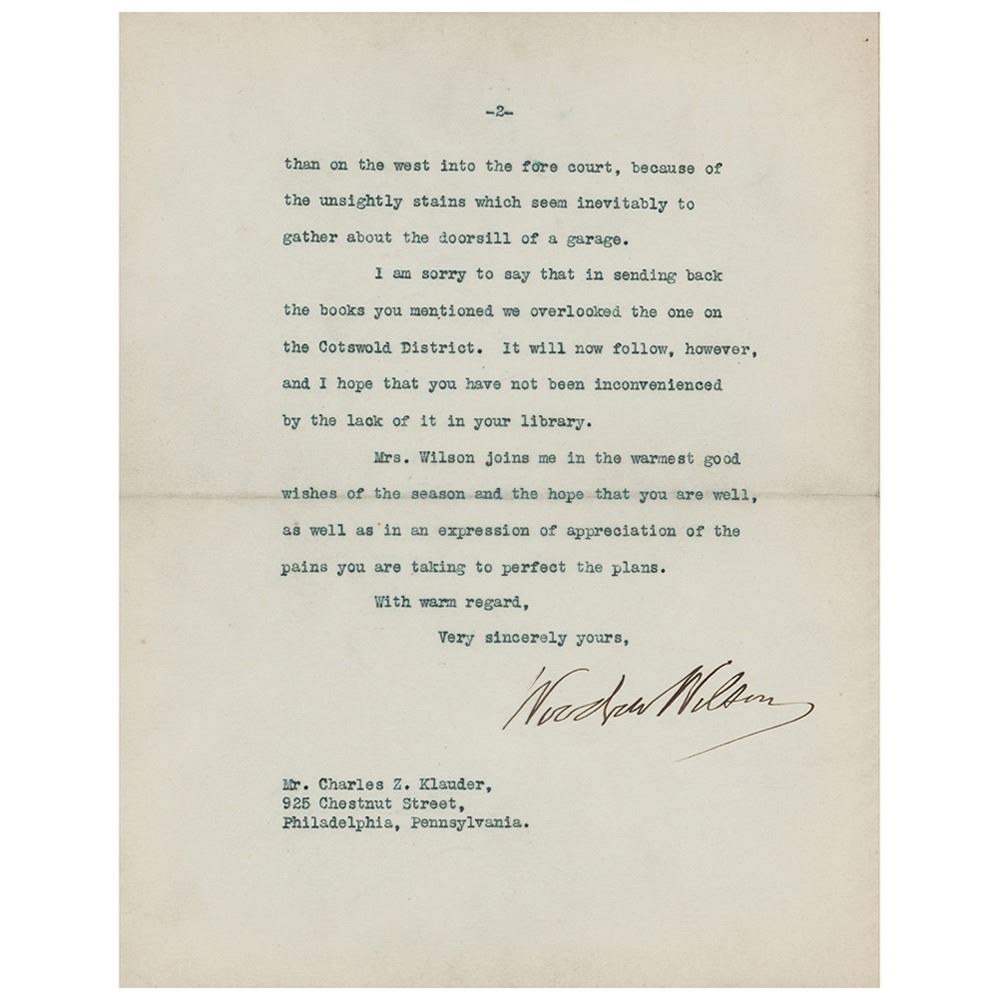 -2-
than on the west into the fore court, because of
the unsightly stains which seem inevitably to
gather about the doorsill of a garage.
I am sorry to say that in sending back
the books you mentioned we overlooked the one on
the Cotswold District. It will now follow, however,
and I hope that you have not been inconvenienced
by the lack of it in your library.
Mrs. Wilson joins me in the warmest good
wishes of the season and the hope that you are well,
as well as in an expression of appreciation of the
pains you are taking to perfect the plans.
With warm regard,
Very sincerely yours,
Woodrow Wilson
Mr. Charles Z. Klauder,
925 Chestnut Street,
Philadelphia, Pennsylvania.